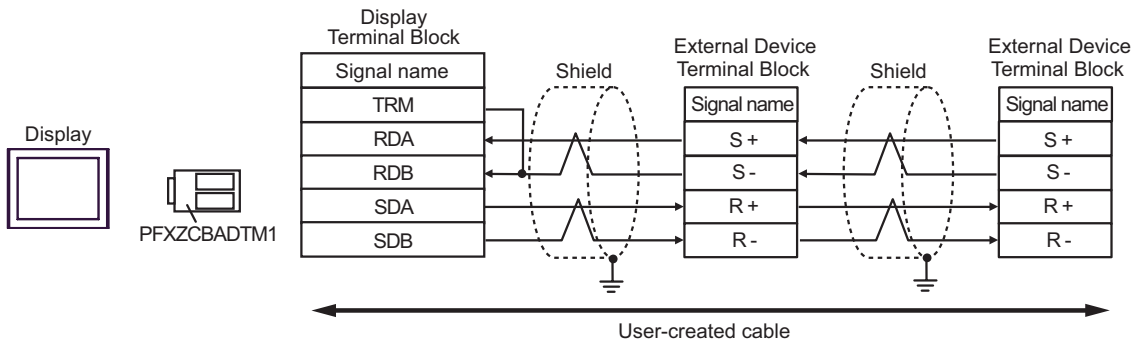 Display
Terminal Block
Signal name
TRM
RDA
RDB
SDA
SDB
Shield
External Device
Terminal Block
Signal name
S +
S -
R +
R -
Shield
External Device
Terminal Block
Signal name
S +
S -
R +
R -
Display
PFXZCBADTM1
User-created cable